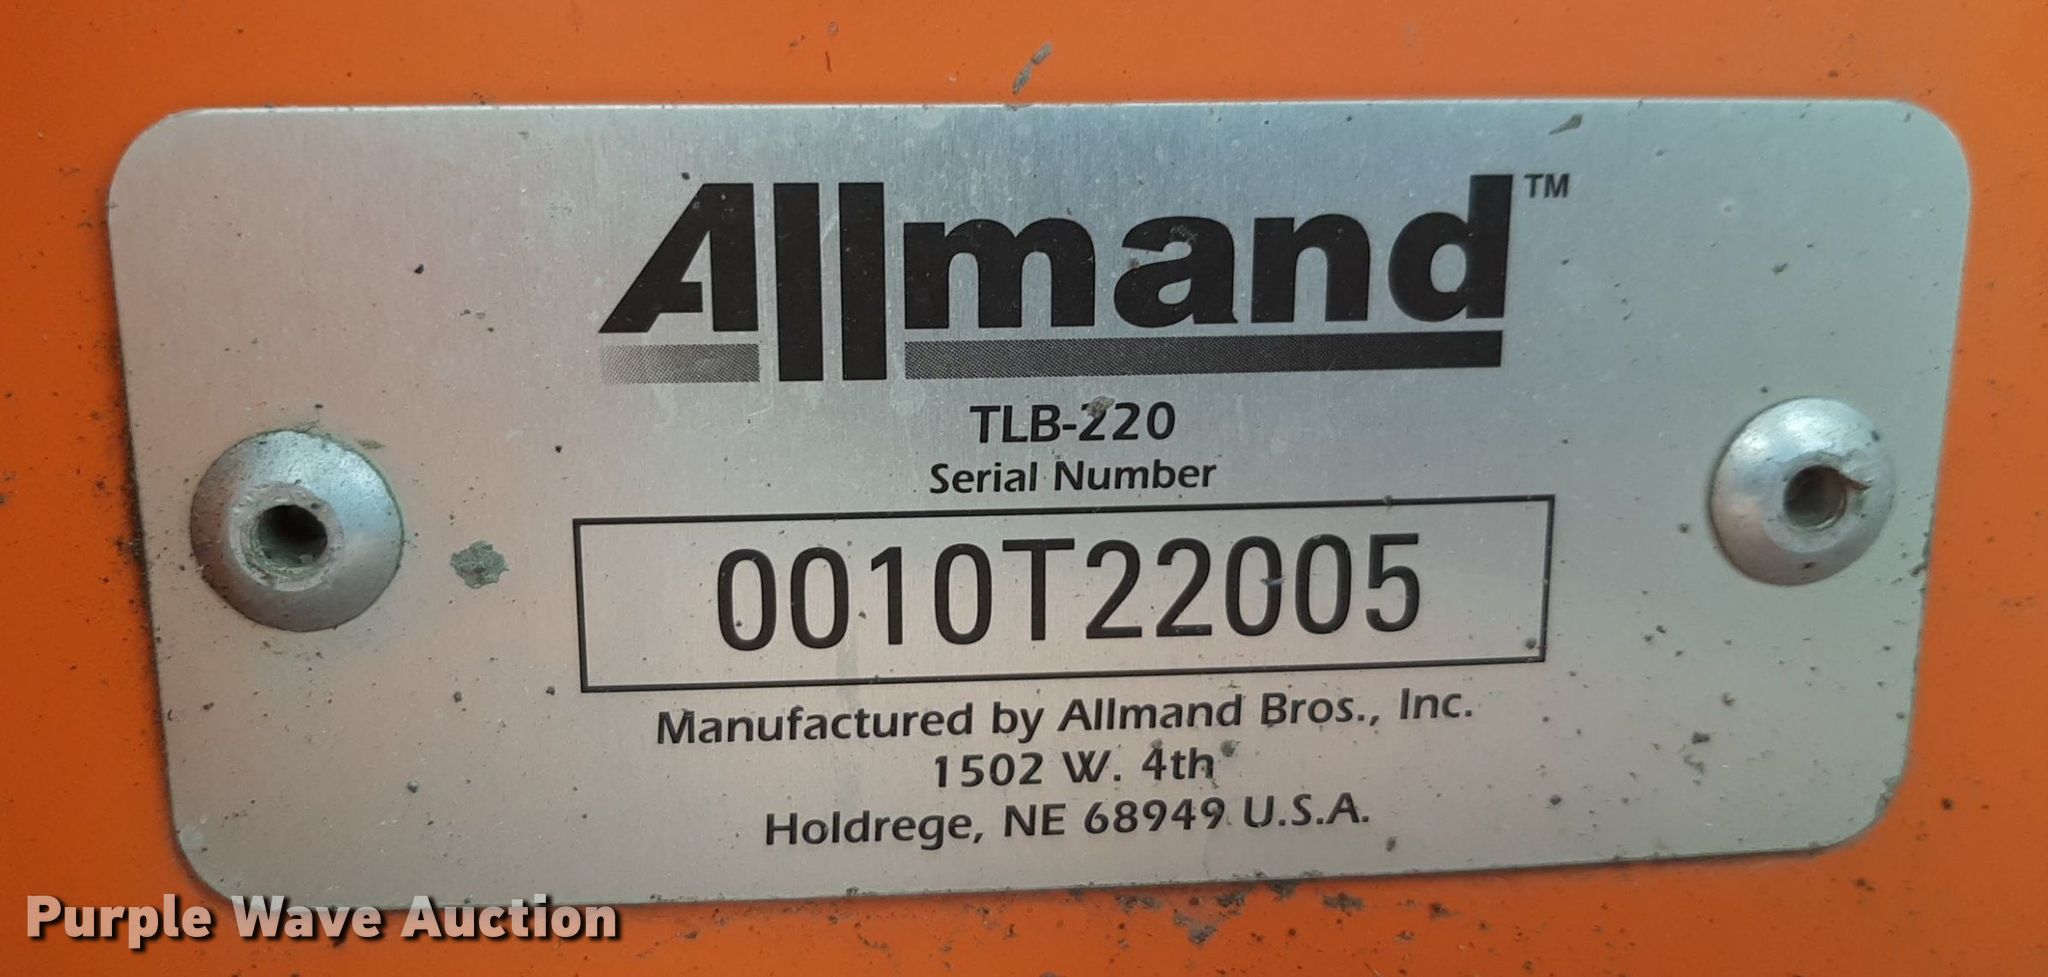 Allmand™
TLB-220
Serial Number
0010T22005
Manufactured by Allmand Bros., Inc.
1502 W. 4th
Holdrege, NE 68949 U.S.A.
Purple Wave Auction